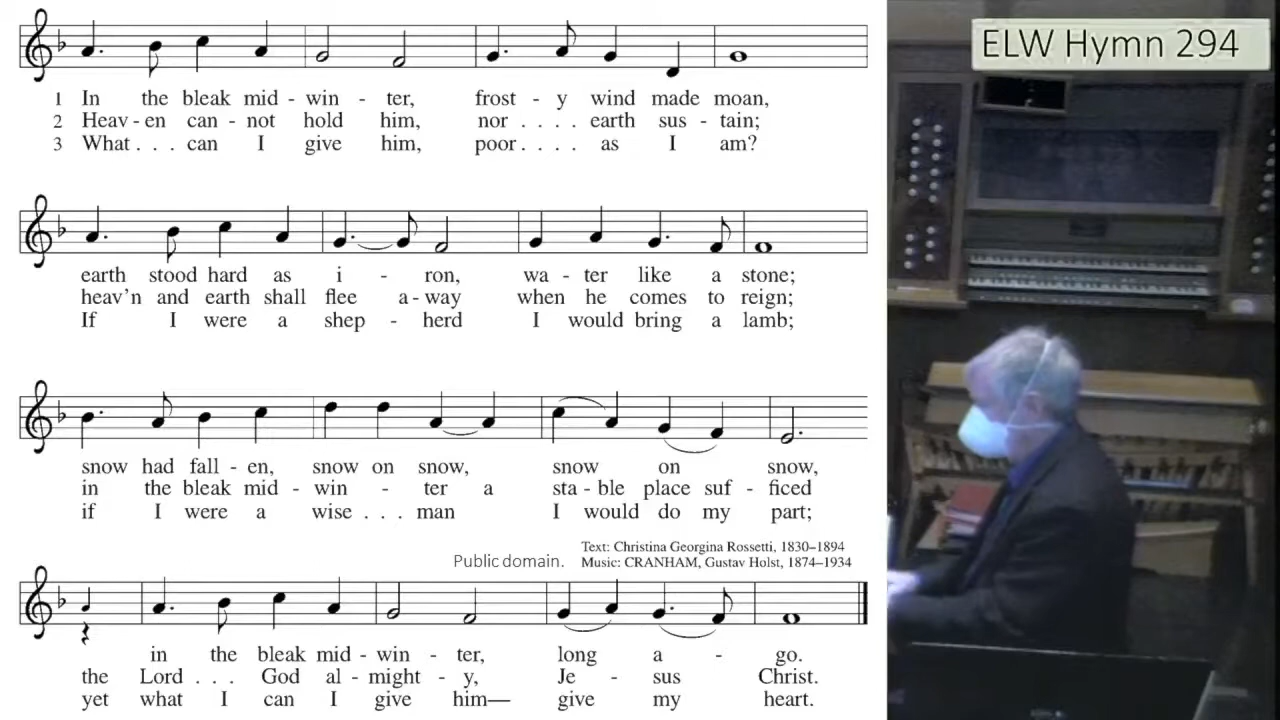 ELW Hymn 294
1 In the bleak mid - win - ter, frost - y wind made moan,
2 Heav - en can - not hold him, nor . . . . earth sus - tain;
3 What . . . can I give him, poor . . . . as I am?
earth stood hard as i - ron, wa - ter like a stone;
heav'n and earth shall flee a - way when he comes to reign;
If I were a shep - herd I would bring a lamb;
snow had fall - en, snow on snow, snow on snow,
in the bleak mid - win - ter a sta - ble place suf - ficed
if I were a wise . . . man I would do my part;
Text: Christina Georgina Rossetti, 1830–1894
Public domain. Music: CRANHAM, Gustav Holst, 1874–1934
in the bleak mid - win - ter, long a - go.
the Lord . . . God al - might - y, Je - sus Christ.
yet what I can I give him— give my heart.